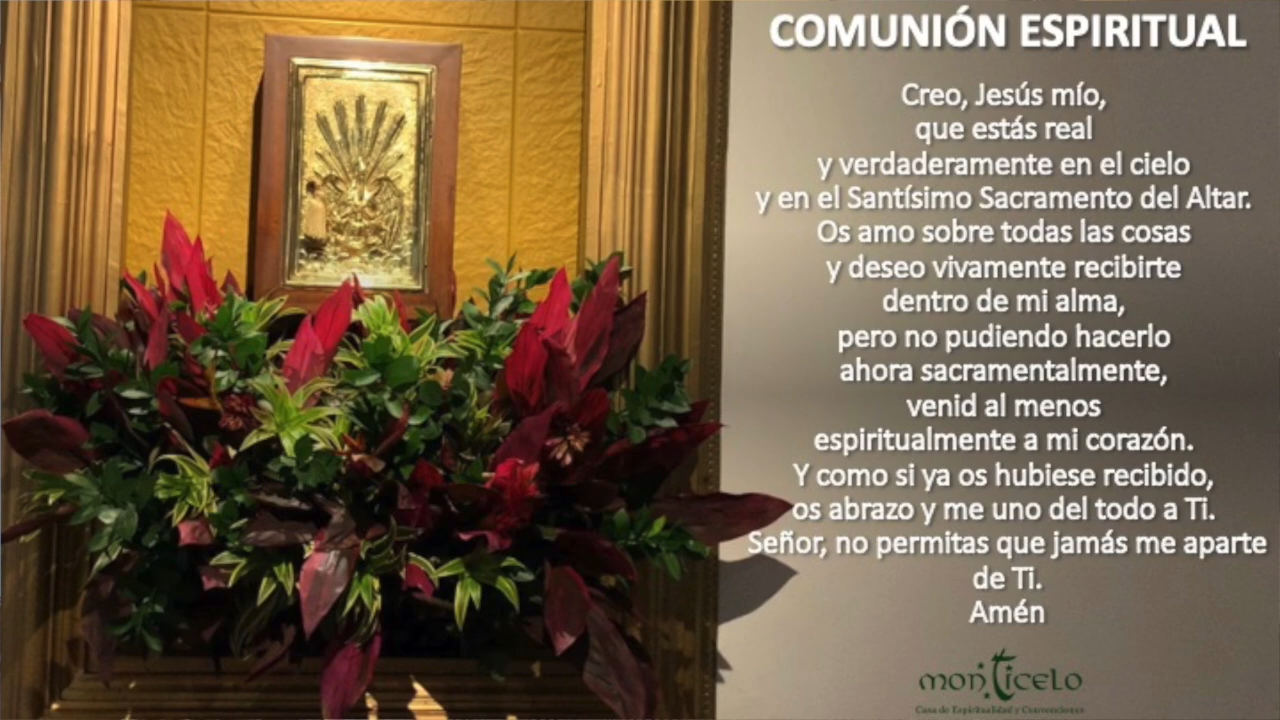 COMUNIÓN ESPIRITUAL
Creo, Jesús mío,
que estás real
y verdaderamente en el cielo
y en el Santísimo Sacramento del Altar.
Os amo sobre todas las cosas
y deseo vivamente recibirte
dentro de mi alma,
pero no pudiendo hacerlo
ahora sacramentalmente,
venid al menos
espiritualmente a mi corazón.
Y como si ya os hubiese recibido,
os abrazo y me uno del todo a Ti.
Señor, no permitas que jamás me aparte
de Ti.
Amén
monticelo
Casa de Espiritualidad y Convenciones